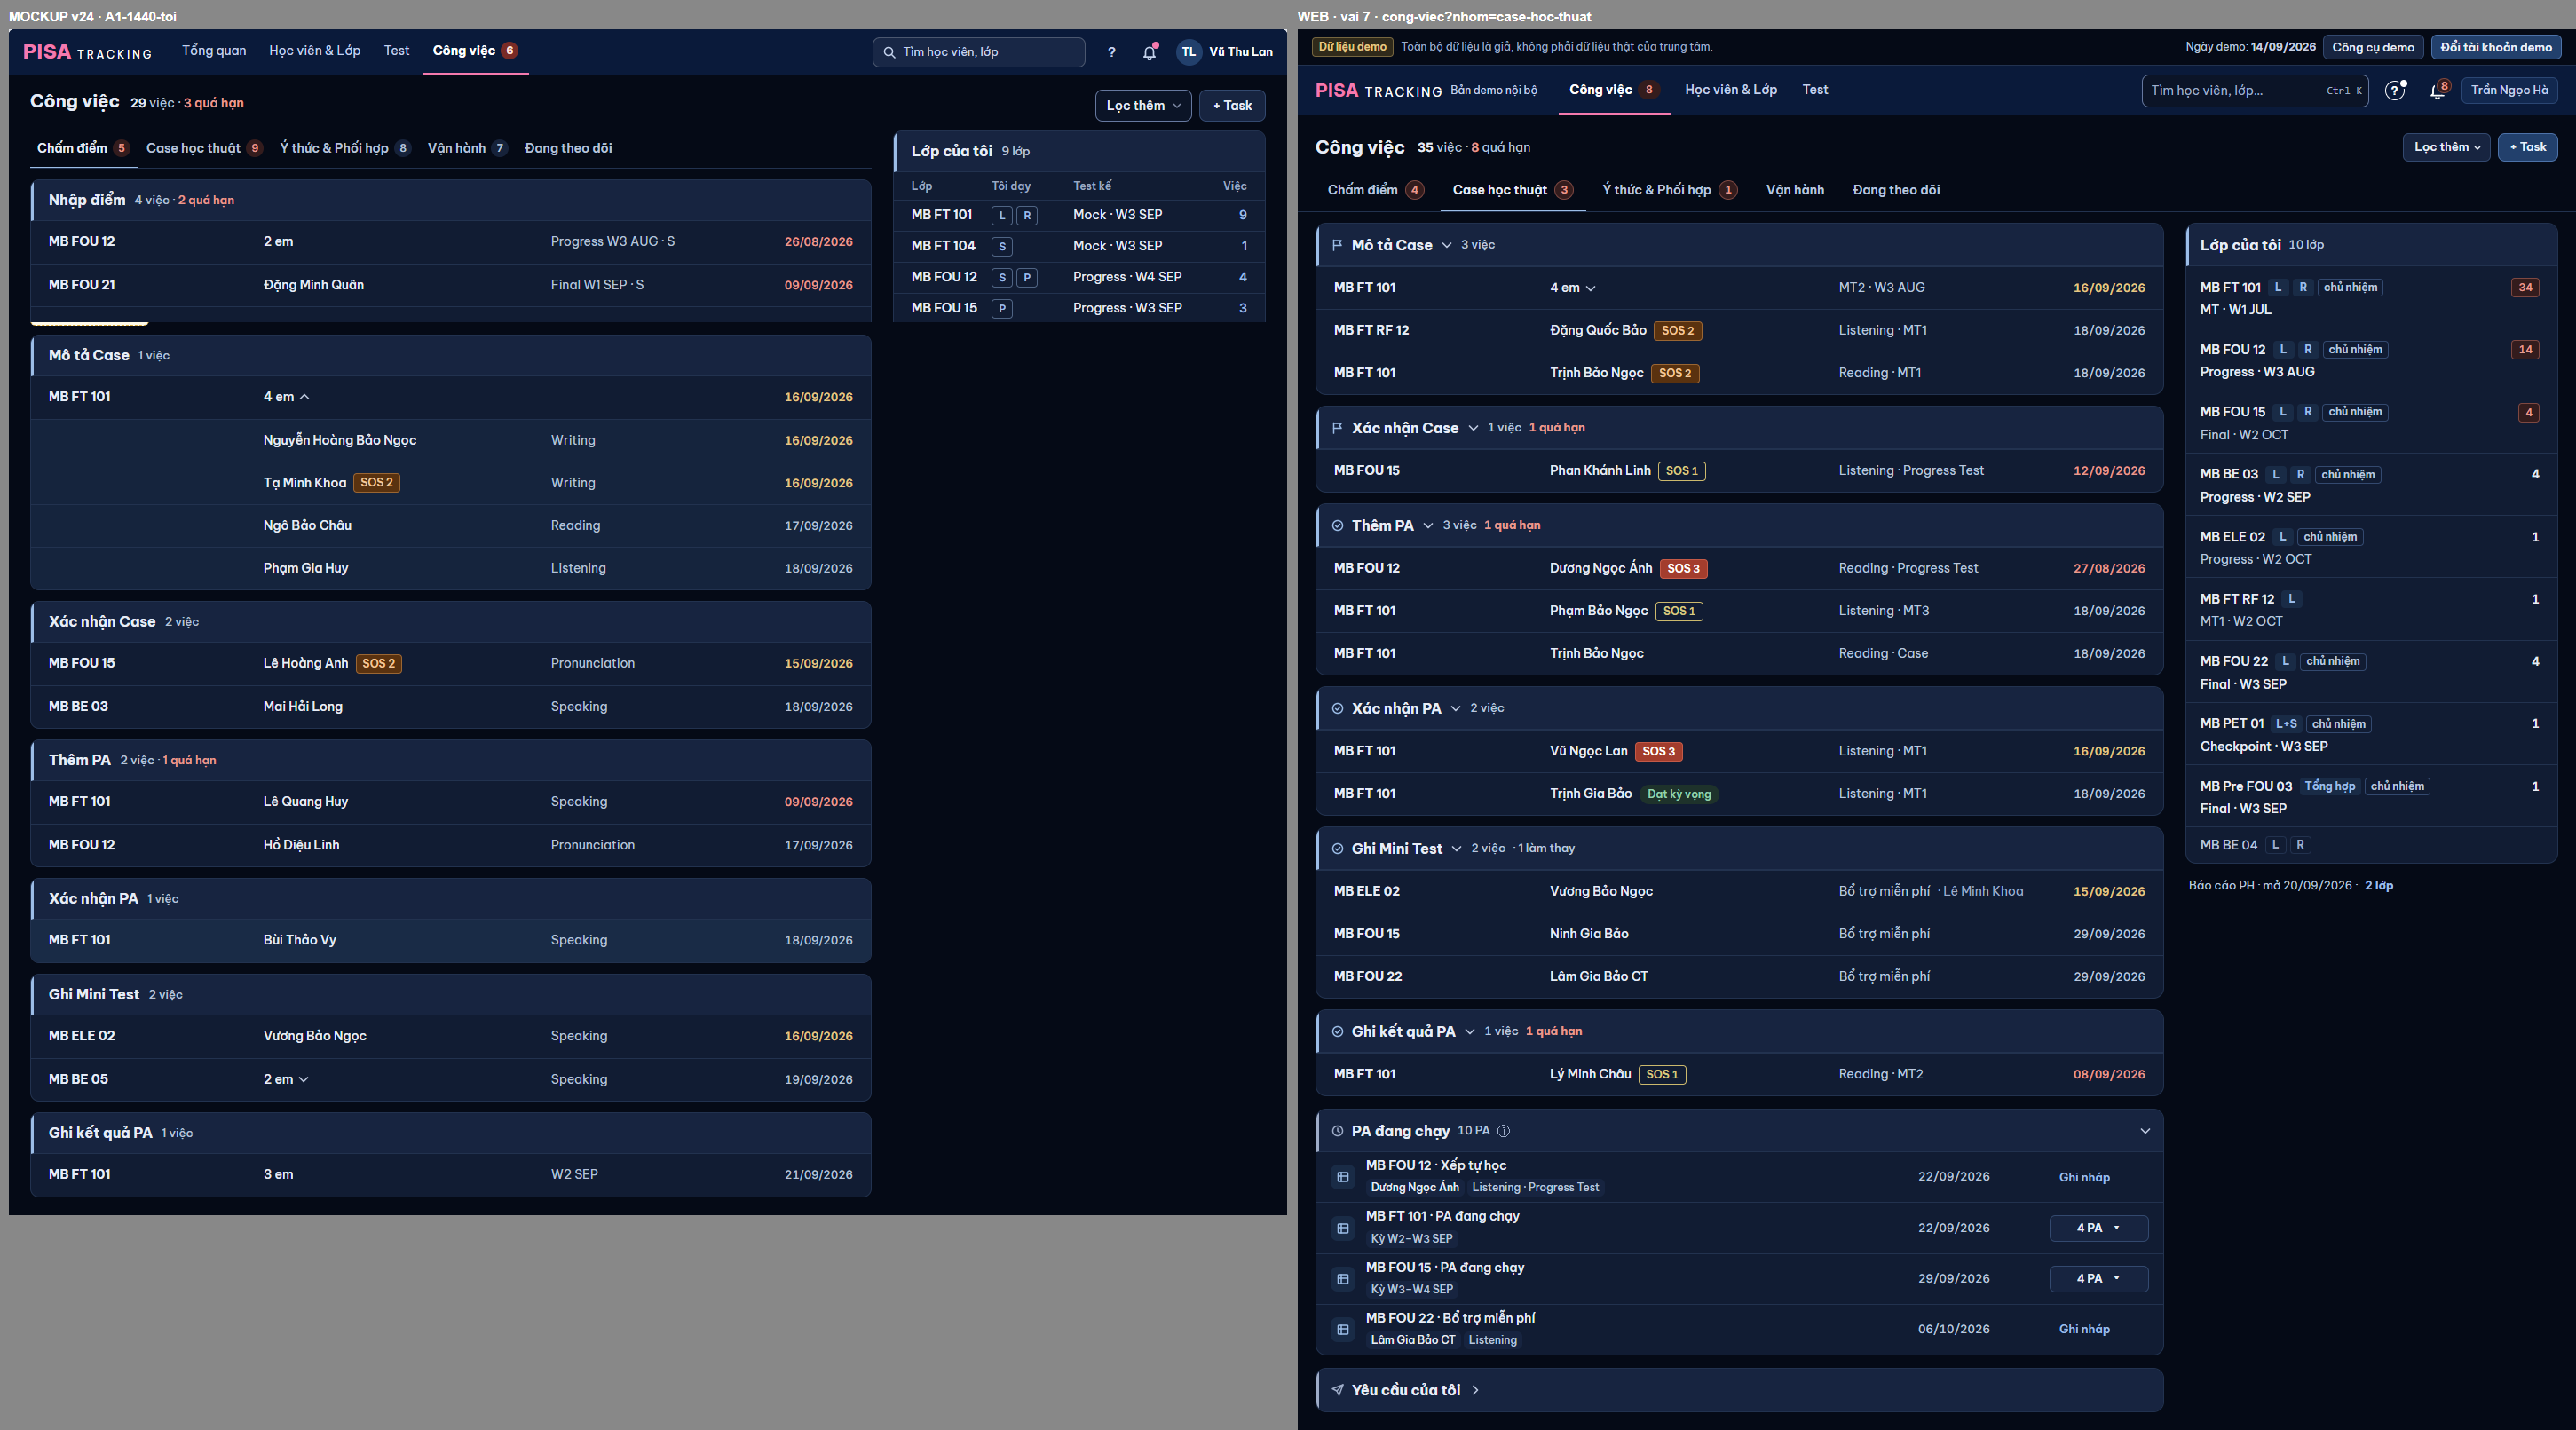 MOCKUP v24 · A1-1440-toi
PISA TRACKING Tổng quan Học viên & Lớp Test Công việc 6 Tìm học viên, lớp ? TL Vũ Thu Lan
Công việc 29 việc · 3 quá hạn Lọc thêm + Task
Chấm điểm 5 Case học thuật 9 Ý thức & Phối hợp 8 Vận hành 7 Đang theo dõi
Nhập điểm 4 việc · 2 quá hạn
MB FOU 12 2 em Progress W3 AUG · S 26/08/2026
MB FOU 21 Đặng Minh Quân Final W1 SEP · S 09/09/2026
Lớp của tôi 9 lớp
Lớp Tôi dạy Test kế Việc
MB FT 101 L R Mock · W3 SEP 9
MB FT 104 S Mock · W3 SEP 1
MB FOU 12 S P Progress · W4 SEP 4
MB FOU 15 P Progress · W3 SEP 3
Mô tả Case 1 việc
MB FT 101 4 em 16/09/2026
Nguyễn Hoàng Bảo Ngọc Writing 16/09/2026
Tạ Minh Khoa SOS 2 Writing 16/09/2026
Ngô Bảo Châu Reading 17/09/2026
Phạm Gia Huy Listening 18/09/2026
Xác nhận Case 2 việc
MB FOU 15 Lê Hoàng Anh SOS 2 Pronunciation 15/09/2026
MB BE 03 Mai Hải Long Speaking 18/09/2026
Thêm PA 2 việc · 1 quá hạn
MB FT 101 Lê Quang Huy Speaking 09/09/2026
MB FOU 12 Hồ Diệu Linh Pronunciation 17/09/2026
Xác nhận PA 1 việc
MB FT 101 Bùi Thảo Vy Speaking 18/09/2026
Ghi Mini Test 2 việc
MB ELE 02 Vương Bảo Ngọc Speaking 16/09/2026
MB BE 05 2 em Speaking 19/09/2026
Ghi kết quả PA 1 việc
MB FT 101 3 em W2 SEP 21/09/2026
WEB · vai 7 · cong-viec?nhom=case-hoc-thuat
Dữ liệu demo Toàn bộ dữ liệu là giả, không phải dữ liệu thật của trung tâm. Ngày demo: 14/09/2026 Công cụ demo Đổi tài khoản demo
PISA TRACKING Bản demo nội bộ Công việc 8 Học viên & Lớp Test Tìm học viên, lớp... Ctrl K ? 8 Trần Ngọc Hà
Công việc 35 việc · 8 quá hạn Lọc thêm + Task
Chấm điểm 4 Case học thuật 3 Ý thức & Phối hợp 1 Vận hành Đang theo dõi
Mô tả Case 3 việc
MB FT 101 4 em MT2 · W3 AUG 16/09/2026
MB FT RF 12 Đặng Quốc Bảo SOS 2 Listening · MT1 18/09/2026
MB FT 101 Trịnh Bảo Ngọc SOS 2 Reading · MT1 18/09/2026
Xác nhận Case 1 việc 1 quá hạn
MB FOU 15 Phan Khánh Linh SOS 1 Listening · Progress Test 12/09/2026
Thêm PA 3 việc 1 quá hạn
MB FOU 12 Dương Ngọc Ánh SOS 3 Reading · Progress Test 27/08/2026
MB FT 101 Phạm Bảo Ngọc SOS 1 Listening · MT3 18/09/2026
MB FT 101 Trịnh Bảo Ngọc Reading · Case 18/09/2026
Xác nhận PA 2 việc
MB FT 101 Vũ Ngọc Lan SOS 3 Listening · MT1 16/09/2026
MB FT 101 Trịnh Gia Bảo Đạt kỳ vọng Listening · MT1 18/09/2026
Ghi Mini Test 2 việc · 1 làm thay
MB ELE 02 Vương Bảo Ngọc Bổ trợ miễn phí · Lê Minh Khoa 15/09/2026
MB FOU 15 Ninh Gia Bảo Bổ trợ miễn phí 29/09/2026
MB FOU 22 Lâm Gia Bảo CT Bổ trợ miễn phí 29/09/2026
Ghi kết quả PA 1 việc 1 quá hạn
MB FT 101 Lý Minh Châu SOS 1 Reading · MT2 08/09/2026
PA đang chạy 10 PA
MB FOU 12 · Xếp tự học
Dương Ngọc Ánh Listening · Progress Test 22/09/2026 Ghi nháp
MB FT 101 · PA đang chạy
Kỳ W2–W3 SEP 22/09/2026 4 PA
MB FOU 15 · PA đang chạy
Kỳ W3–W4 SEP 29/09/2026 4 PA
MB FOU 22 · Bổ trợ miễn phí
Lâm Gia Bảo CT Listening 06/10/2026 Ghi nháp
Yêu cầu của tôi
Lớp của tôi 10 lớp
MB FT 101 L R chủ nhiệm 34
MT · W1 JUL
MB FOU 12 L R chủ nhiệm 14
Progress · W3 AUG
MB FOU 15 L R chủ nhiệm 4
Final · W2 OCT
MB BE 03 L R chủ nhiệm 4
Progress · W2 SEP
MB ELE 02 L chủ nhiệm 1
Progress · W2 OCT
MB FT RF 12 L 1
MT1 · W2 OCT
MB FOU 22 L chủ nhiệm 4
Final · W3 SEP
MB PET 01 L+S chủ nhiệm 1
Checkpoint · W3 SEP
MB Pre FOU 03 Tổng hợp chủ nhiệm 1
Final · W3 SEP
MB BE 04 L R
Báo cáo PH · mở 20/09/2026 · 2 lớp